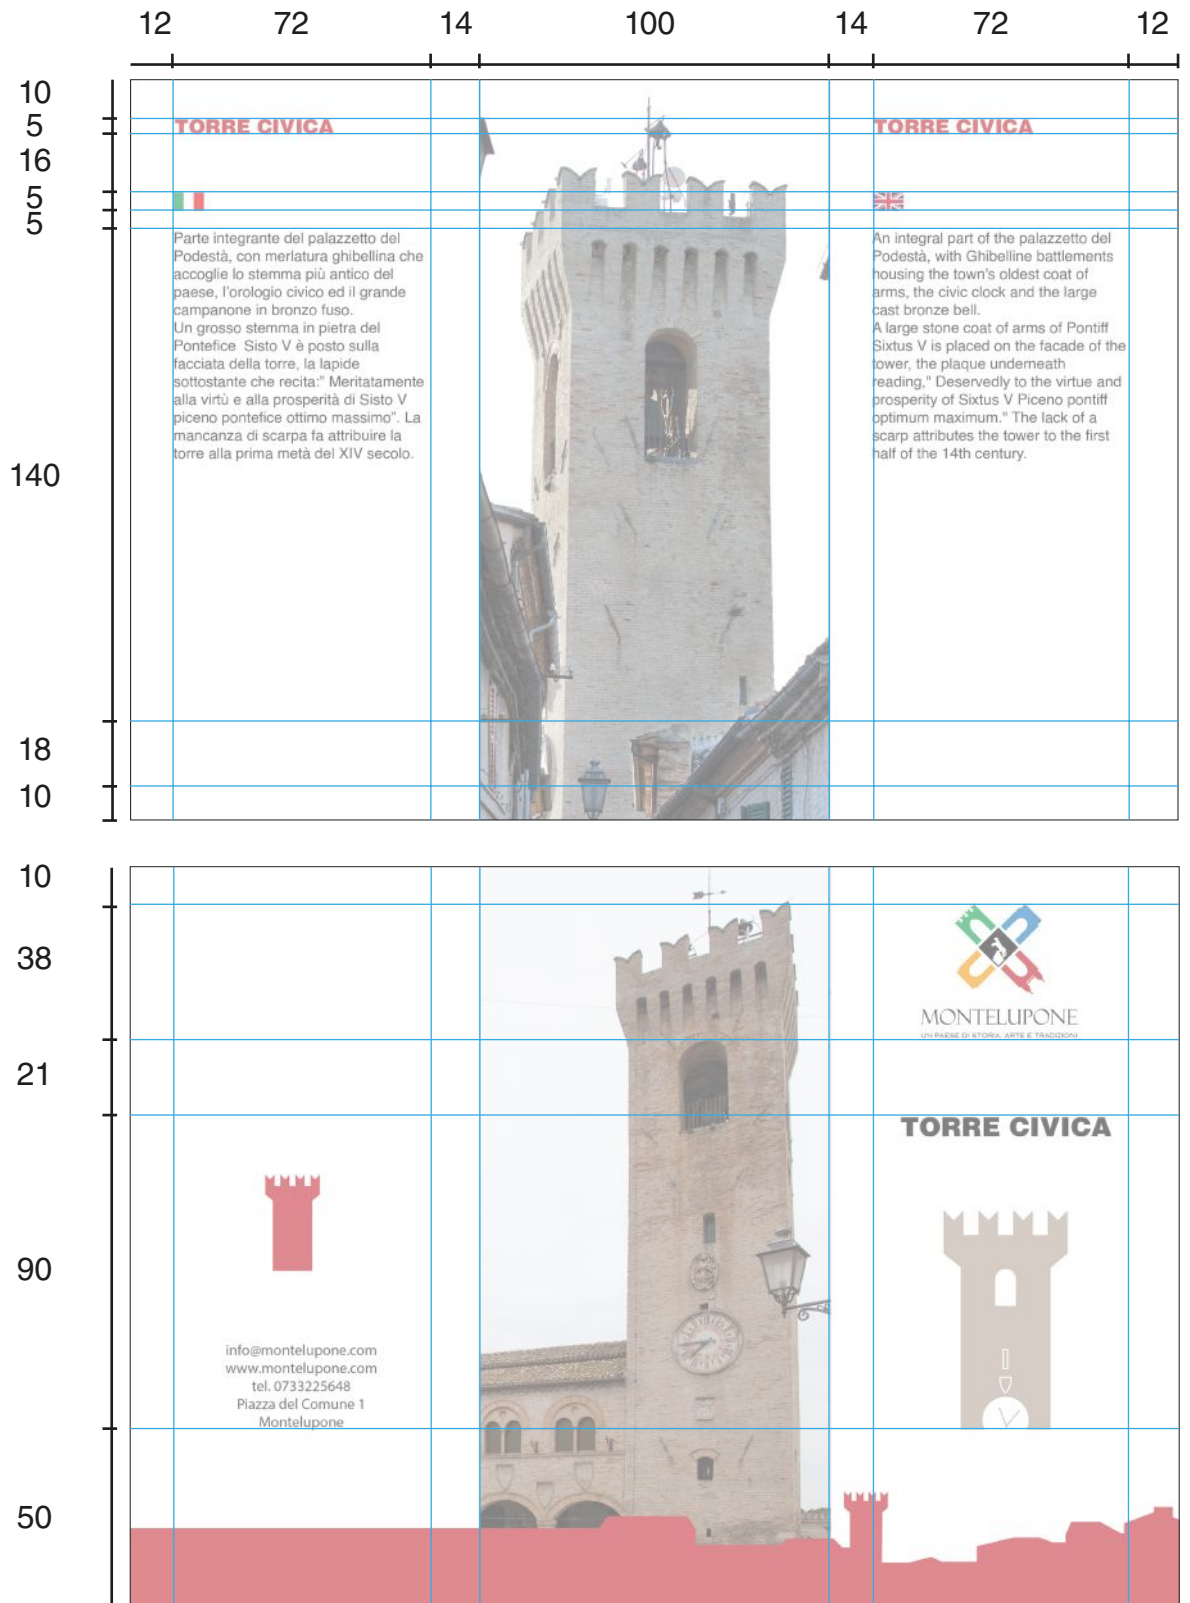 12 72 14 100 14 72 12
10
5
16
5
5
140
18
10
TORRE CIVICA
Parte integrante del palazzetto del
Podestà, con merlatura ghibellina che
accoglie lo stemma più antico del
paese, l'orologio civico ed il grande
campanone in bronzo fuso.
Un grosso stemma in pietra del
Pontefice  Sisto V è posto sulla
facciata della torre, la lapide
sottostante che recita:" Meritatamente
alla virtù e alla prosperità di Sisto V
piceno pontefice ottimo massimo". La
mancanza di scarpa fa attribuire la
torre alla prima metà del XIV secolo.
TORRE CIVICA
An integral part of the palazzetto del
Podestà, with Ghibelline battlements
housing the town's oldest coat of
arms, the civic clock and the large
cast bronze bell.
A large stone coat of arms of Pontiff
Sixtus V is placed on the facade of the
tower, the plaque underneath
reading," Deservedly to the virtue and
prosperity of Sixtus V Piceno pontiff
optimum maximum." The lack of a
scarp attributes the tower to the first
half of the 14th century.
10
38
21
90
50
info@montelupone.com
www.montelupone.com
tel. 0733225648
Piazza del Comune 1
Montelupone
MONTELUPONE
UN PAESE DI STORIA, ARTE E TRADIZIONI
TORRE CIVICA